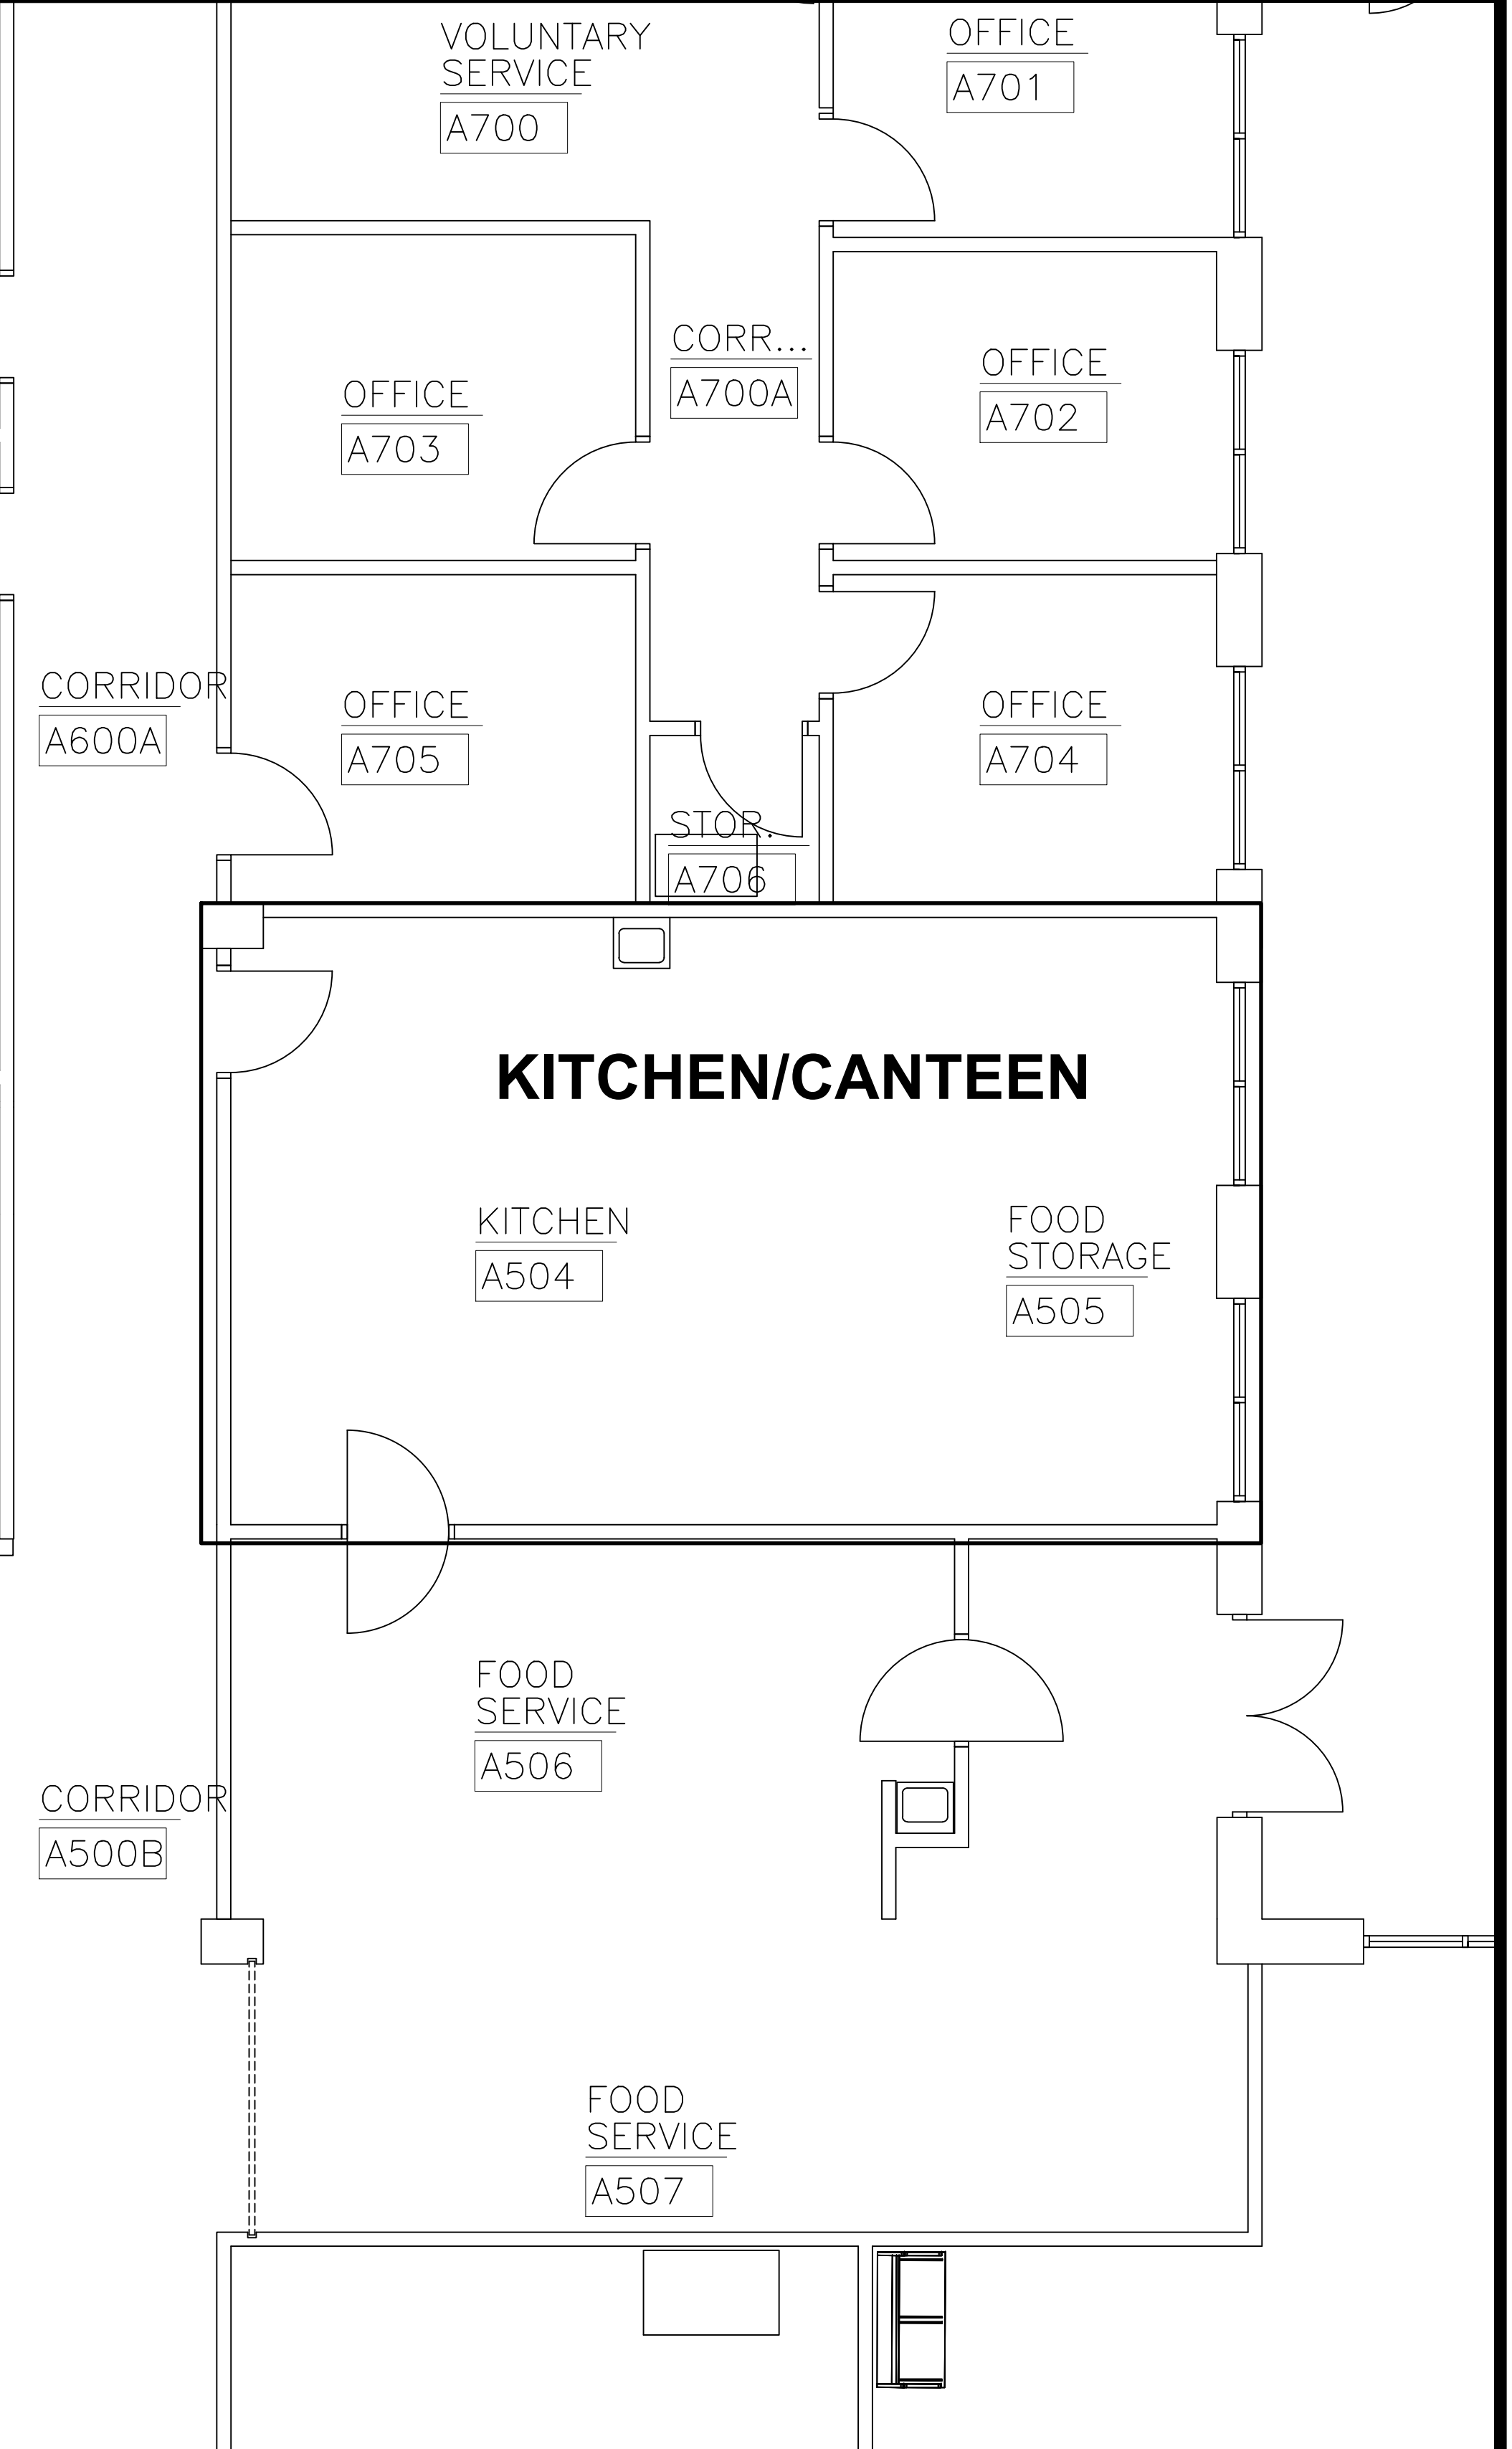 VOLUNTARY
SERVICE
A700
OFFICE
A701
CORR...
A700A
OFFICE
A702
OFFICE
A703
CORRIDOR
A600A
OFFICE
A705
OFFICE
A704
STOR.
A706
KITCHEN/CANTEEN
KITCHEN
A504
FOOD
STORAGE
A505
FOOD
SERVICE
A506
CORRIDOR
A500B
FOOD
SERVICE
A507